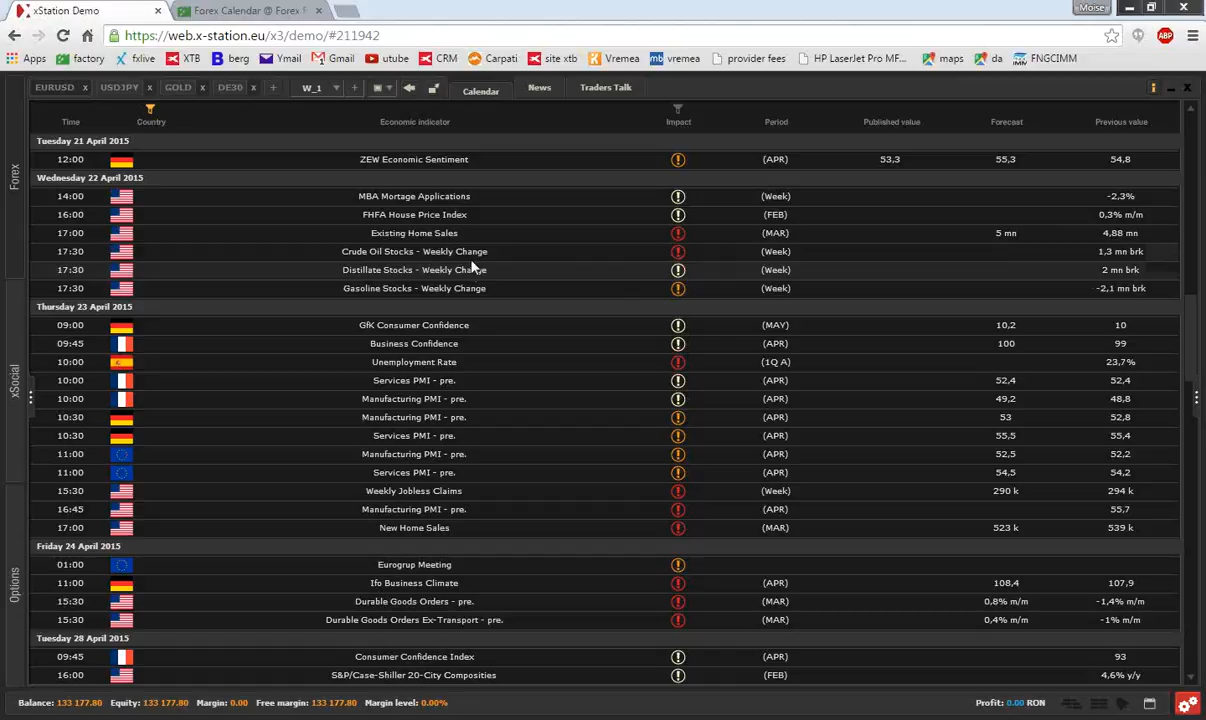 xStation Demo Forex Calendar @ Forex F Moise
https://web.x-station.eu/x3/demo/#211942 ABP
Apps factory fxlive XTB berg Ymail Gmail utube CRM Carpati site xtb Vremea mb vremea provider fees HP LaserJet Pro MF... maps da FNGCIMM
EURUSD x USDJPY x GOLD x DE30 x + W_1 + Calendar News Traders Talk
Time Country Economic indicator Impact Period Published value Forecast Previous value
Tuesday 21 April 2015
12:00 ZEW Economic Sentiment (APR) 53,3 55,3 54,8
Wednesday 22 April 2015
14:00 MBA Mortage Applications (Week) -2,3%
16:00 FHFA House Price Index (FEB) 0,3% m/m
17:00 Existing Home Sales (MAR) 5 mn 4,88 mn
17:30 Crude Oil Stocks - Weekly Change (Week) 1,3 mn brk
17:30 Distillate Stocks - Weekly Change (Week) 2 mn brk
17:30 Gasoline Stocks - Weekly Change (Week) -2,1 mn brk
Thursday 23 April 2015
09:00 GfK Consumer Confidence (MAY) 10,2 10
09:45 Business Confidence (APR) 100 99
10:00 Unemployment Rate (1Q A) 23,7%
10:00 Services PMI - pre. (APR) 52,4 52,4
10:00 Manufacturing PMI - pre. (APR) 49,2 48,8
10:30 Manufacturing PMI - pre. (APR) 53 52,8
10:30 Services PMI - pre. (APR) 55,5 55,4
11:00 Manufacturing PMI - pre. (APR) 52,5 52,2
11:00 Services PMI - pre. (APR) 54,5 54,2
15:30 Weekly Jobless Claims (Week) 290 k 294 k
16:45 Manufacturing PMI - pre. (APR) 55,7
17:00 New Home Sales (MAR) 523 k 539 k
Friday 24 April 2015
01:00 Eurogrup Meeting
11:00 Ifo Business Climate (APR) 108,4 107,9
15:30 Durable Goods Orders - pre. (MAR) 0,8% m/m -1,4% m/m
15:30 Durable Goods Orders Ex-Transport - pre. (MAR) 0,4% m/m -1% m/m
Tuesday 28 April 2015
09:45 Consumer Confidence Index (APR) 93
16:00 S&P/Case-Shiller 20-City Composites (FEB) 4,6% y/y
Forex
xSocial
Options
Balance: 133 177.80 Equity: 133 177.80 Margin: 0.00 Free margin: 133 177.80 Margin level: 0.00% Profit: 0.00 RON